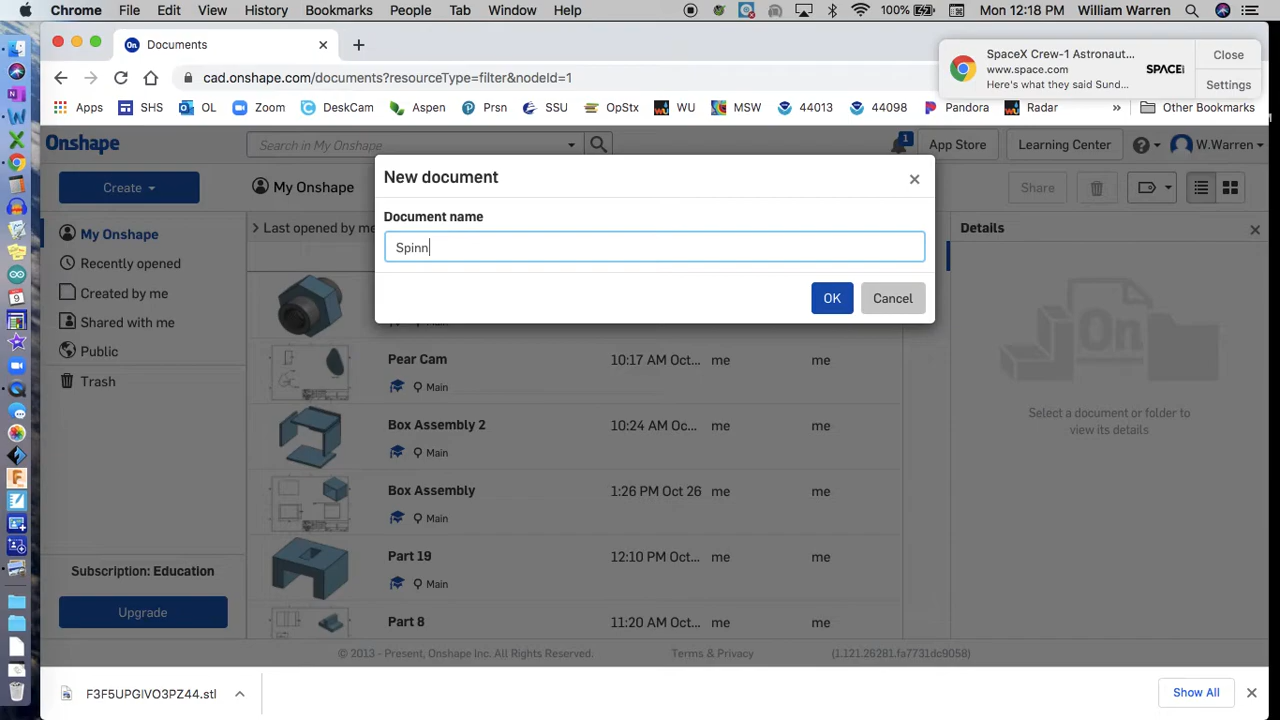 Chrome File Edit View History Bookmarks People Tab Window Help 100% Mon 12:18 PM William Warren
On Documents
SpaceX Crew-1 Astronaut...
www.space.com
Here's what they said Sund...
SPACE
Close
Settings
cad.onshape.com/documents?resourceType=filter&nodeId=1
Apps SHS OL Zoom DeskCam Aspen Prsn SSU OpStx WU MSW 44013 44098 Pandora Radar » Other Bookmarks
Onshape Search in My Onshape 1 App Store Learning Center W.Warren
Create My Onshape Share
New document
Document name
Spinn
OK Cancel
My Onshape
Recently opened
Created by me
Shared with me
Public
Trash
Last opened by me
Main
Pear Cam 10:17 AM Oct... me me
Main
Box Assembly 2 10:24 AM Oc... me me
Main
Box Assembly 1:26 PM Oct 26 me me
Main
Part 19 12:10 PM Oct... me me
Main
Part 8 11:20 AM Oct... me me
Details
On
Select a document or folder to
view its details
Subscription: Education
Upgrade
© 2013 - Present, Onshape Inc. All Rights Reserved. Terms & Privacy (1.121.26281.fa7731dc9058)
F3F5UPGIVO3PZ44.stl Show All